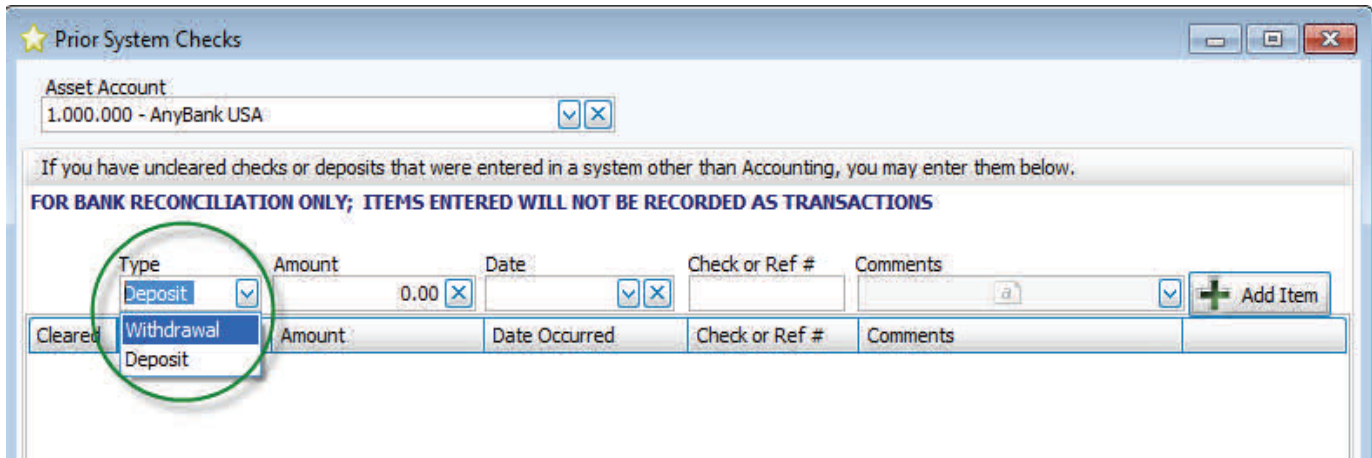 Prior System Checks
Asset Account
1.000.000 - AnyBank USA
If you have uncleared checks or deposits that were entered in a system other than Accounting, you may enter them below.
FOR BANK RECONCILIATION ONLY; ITEMS ENTERED WILL NOT BE RECORDED AS TRANSACTIONS
Type Amount Date Check or Ref # Comments
Deposit 0.00 a Add Item
Cleared Withdrawal Amount Date Occurred Check or Ref # Comments
Deposit